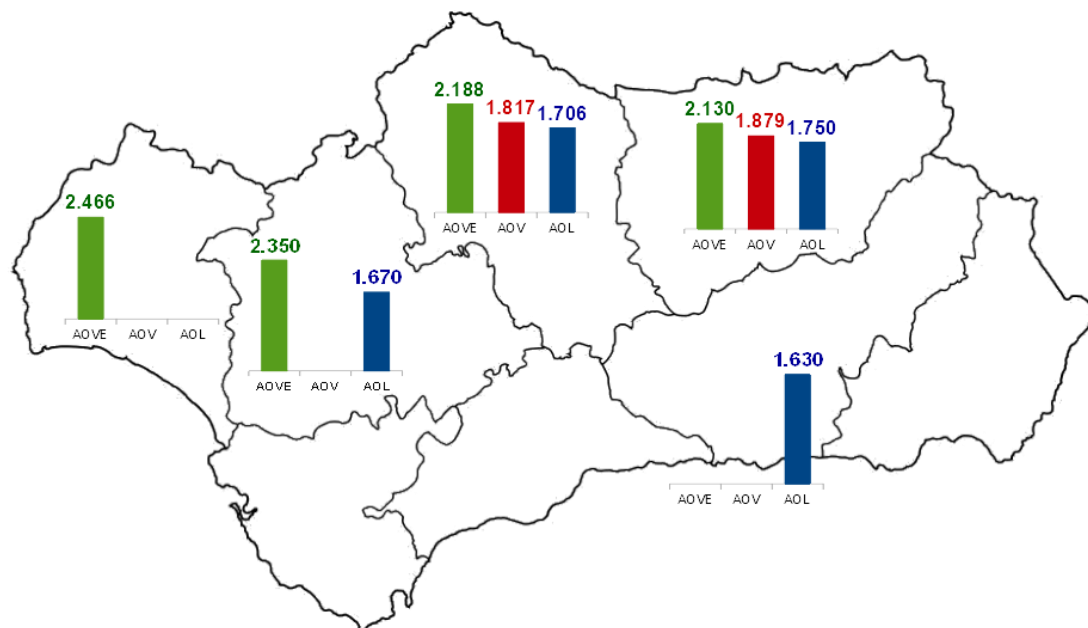 2.466
AOVE AOV AOL
2.350
1.670
AOVE AOV AOL
2.188
1.817
1.706
AOVE AOV AOL
2.130
1.879
1.750
AOVE AOV AOL
1.630
AOVE AOV AOL